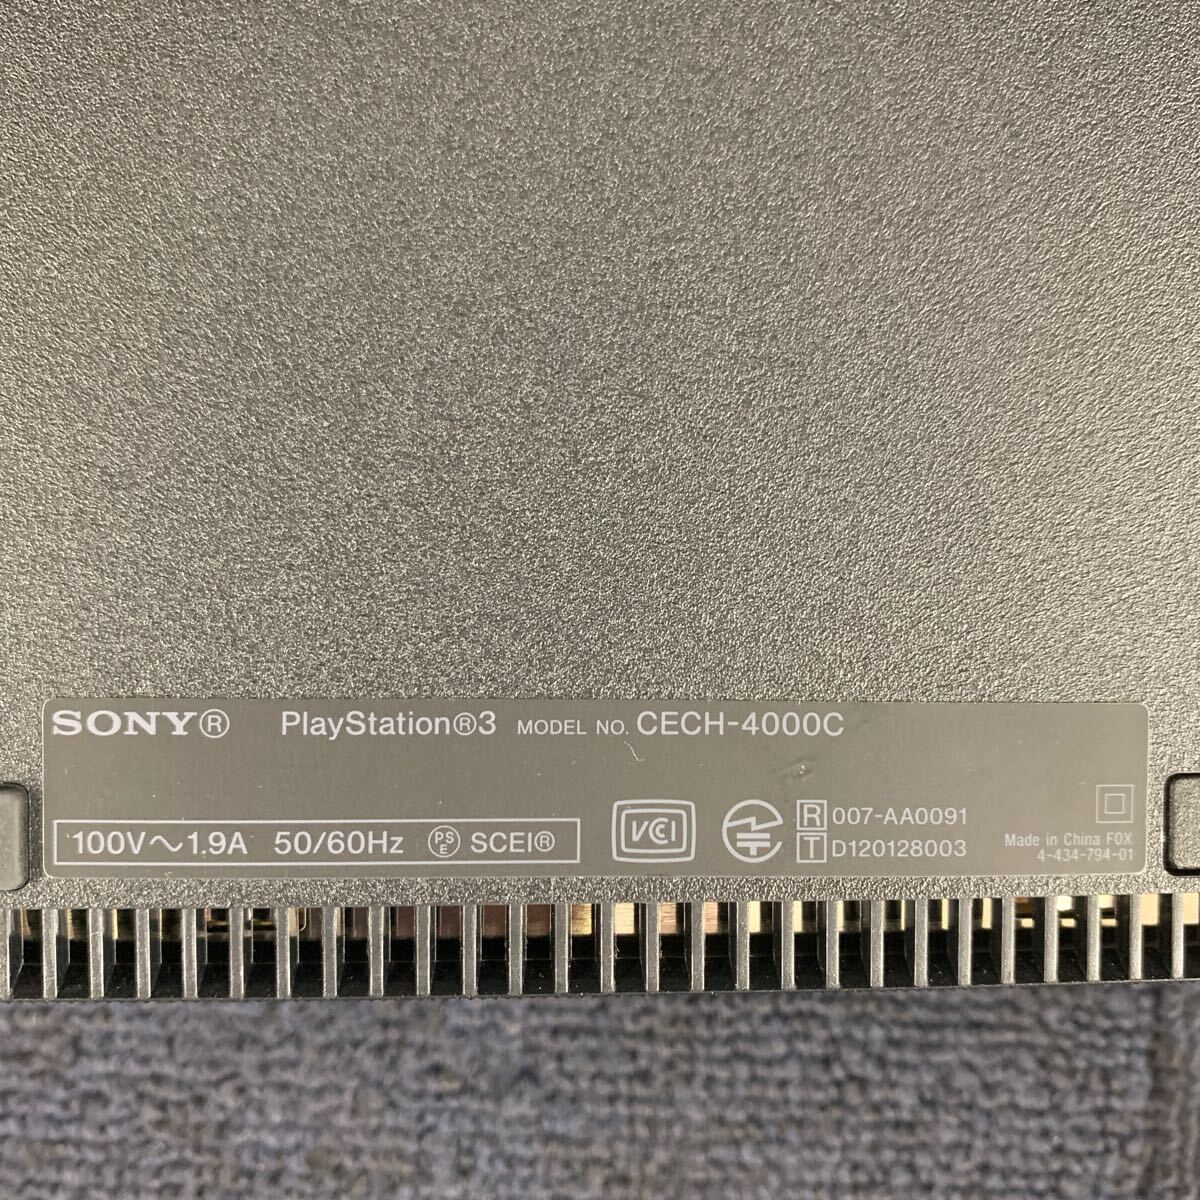 SONY® PlayStation®3 MODEL NO. CECH-4000C
100V～1.9A 50/60Hz PSE SCEI®
VCI
R 007-AA0091
T D120128003
Made in China FOX
4-434-794-01